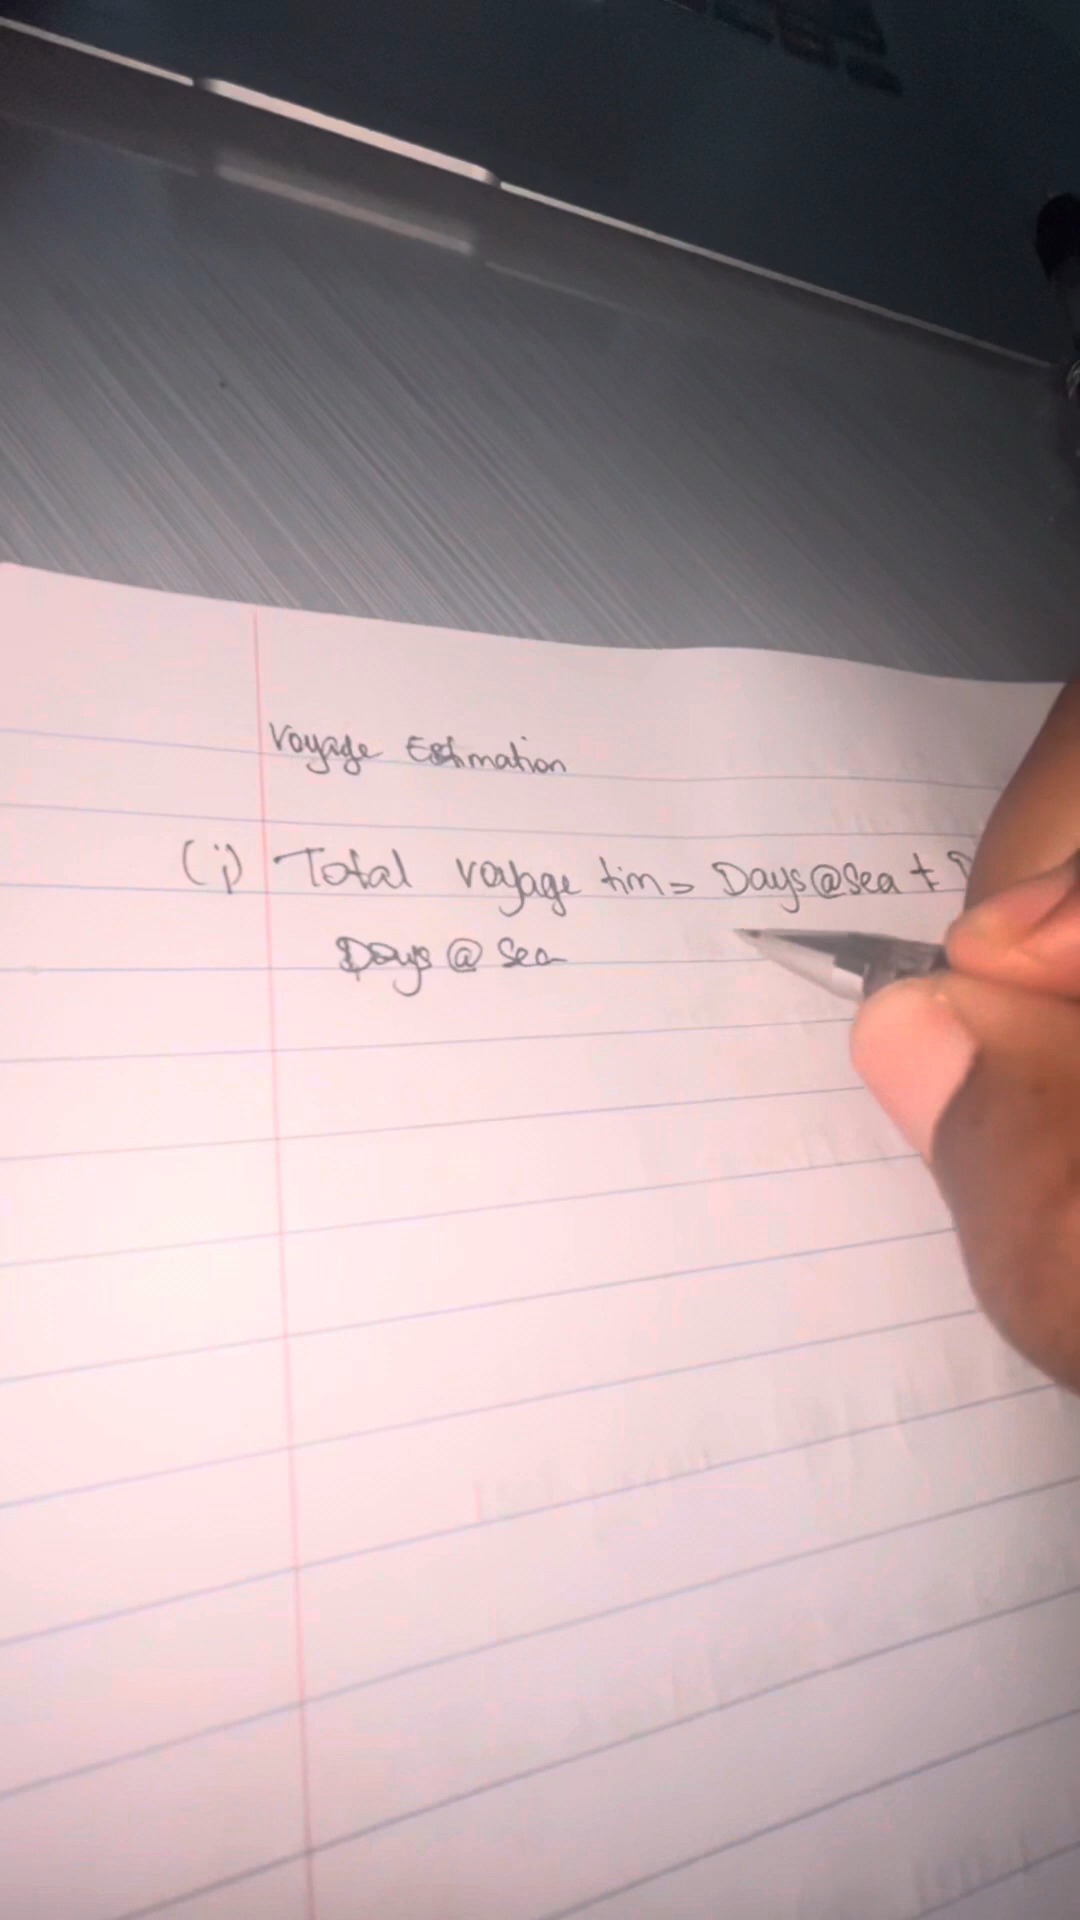 Voyage Estimation
(i) Total voyage tim = Days@Sea +
Days @ Sea